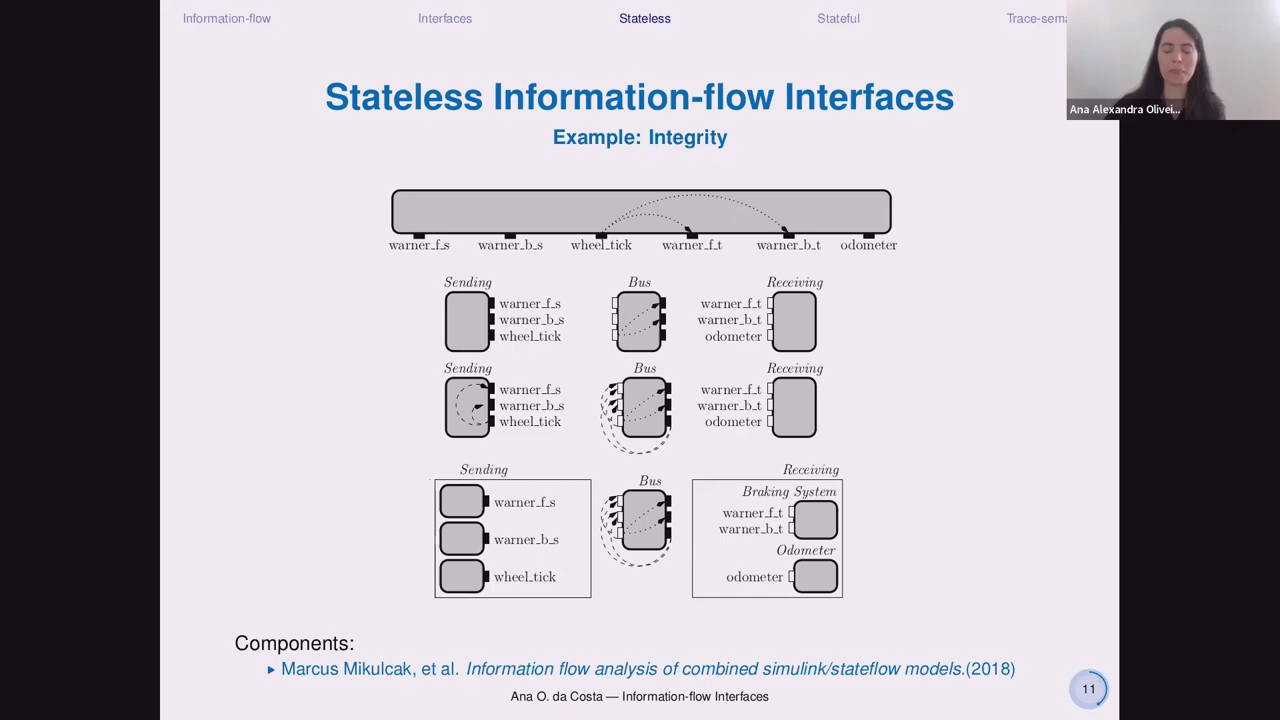 Information-flow Interfaces Stateless Stateful Trace-sema
Ana Alexandra Olivei...
Stateless Information-flow Interfaces
Example: Integrity
warner_f_s warner_b_s wheel_tick warner_f_t warner_b_t odometer
Sending Bus Receiving
warner_f_s warner_f_t
warner_b_s warner_b_t
wheel_tick odometer
Sending Bus Receiving
warner_f_s warner_f_t
warner_b_s warner_b_t
wheel_tick odometer
Sending Bus Receiving
Braking System
warner_f_s warner_f_t
warner_b_t
warner_b_s
Odometer
wheel_tick odometer
Components:
Marcus Mikulcak, et al. Information flow analysis of combined simulink/stateflow models.(2018)
Ana O. da Costa — Information-flow Interfaces
11